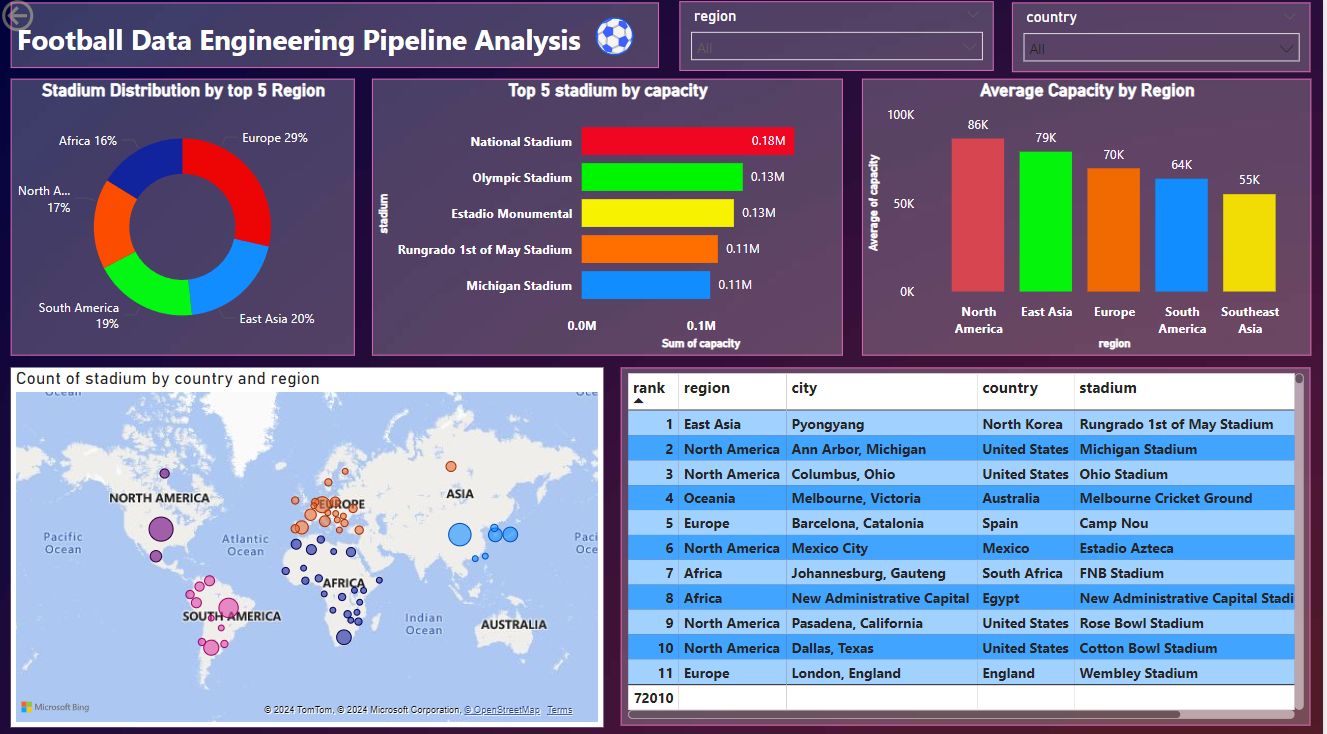 Football Data Engineering Pipeline Analysis
region
All
country
All
Stadium Distribution by top 5 Region
Europe 29%
East Asia 20%
South America
19%
North A...
17%
Africa 16%
Top 5 stadium by capacity
stadium
National Stadium
0.18M
Olympic Stadium
0.13M
Estadio Monumental
0.13M
Rungrado 1st of May Stadium
0.11M
Michigan Stadium
0.11M
0.0M 0.1M
Sum of capacity
Average Capacity by Region
Average of capacity
100K
50K
0K
86K
79K
70K
64K
55K
North
America
East Asia
Europe
South
America
Southeast
Asia
region
Count of stadium by country and region
Ocean
NORTH AMERICA
EUROPE
ASIA
Pacific
Ocean
Atlantic
Ocean
AFRICA
SOUTH AMERICA
Indian
Ocean
AUSTRALIA
Microsoft Bing
© 2024 TomTom, © 2024 Microsoft Corporation, © OpenStreetMap Terms
rank region city country stadium
1 East Asia Pyongyang North Korea Rungrado 1st of May Stadium
2 North America Ann Arbor, Michigan United States Michigan Stadium
3 North America Columbus, Ohio United States Ohio Stadium
4 Oceania Melbourne, Victoria Australia Melbourne Cricket Ground
5 Europe Barcelona, Catalonia Spain Camp Nou
6 North America Mexico City Mexico Estadio Azteca
7 Africa Johannesburg, Gauteng South Africa FNB Stadium
8 Africa New Administrative Capital Egypt New Administrative Capital Stadi
9 North America Pasadena, California United States Rose Bowl Stadium
10 North America Dallas, Texas United States Cotton Bowl Stadium
11 Europe London, England England Wembley Stadium
72010